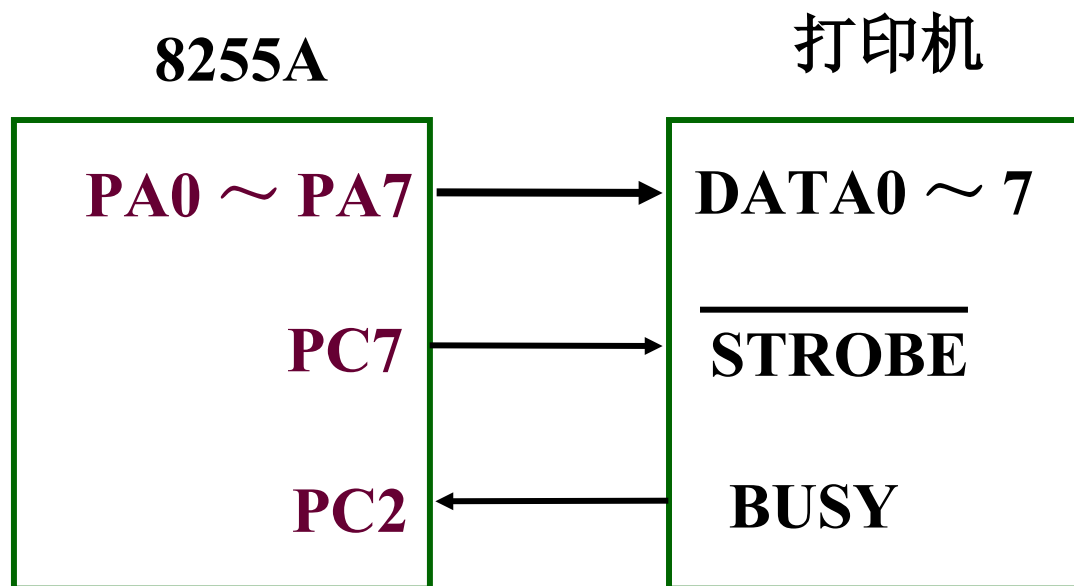 8255A
打印机
PA0 ～ PA7
DATA0 ～ 7
PC7
STROBE
PC2
BUSY